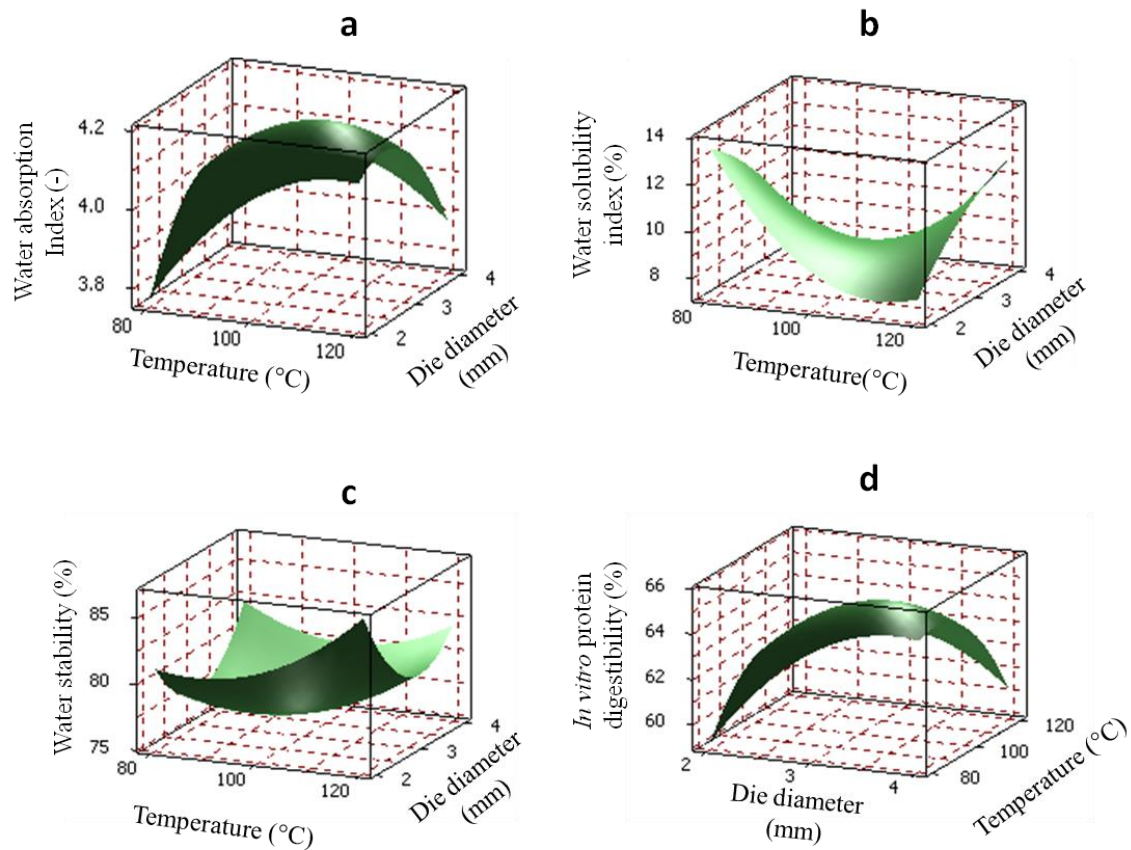 a
Water absorption
Index (-)
4.2
4.0
3.8
80
100
120
2
3
4
Temperature (°C)
Die diameter
(mm)
b
Water solubility
index (%)
14
12
10
8
80
100
120
2
3
4
Temperature(°C)
Die diameter
(mm)
c
Water stability (%)
85
80
75
80
100
120
2
3
4
Temperature (°C)
Die diameter
(mm)
d
In vitro protein
digestibility (%)
66
64
62
60
2
3
4
80
100
120
Die diameter
(mm)
Temperature (°C)